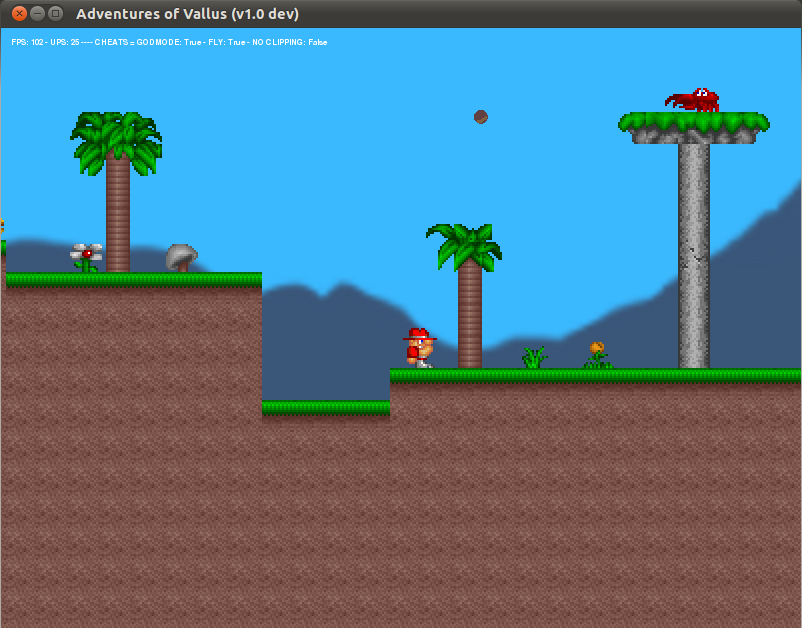 Adventures of Vallus (v1.0 dev)
FPS: 102 - UPS: 25 ---- CHEATS = GODMODE: True - FLY: True - NO CLIPPING: False